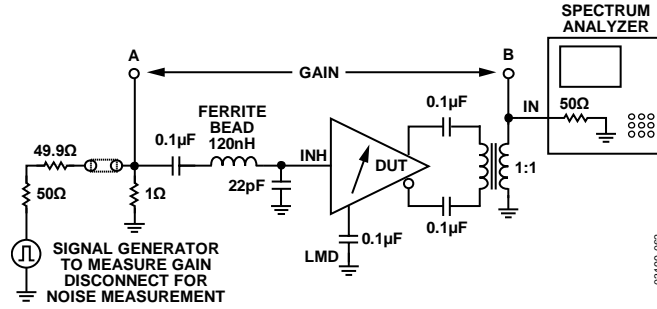 SPECTRUM
ANALYZER
A
GAIN
B
IN
50Ω
FERRITE
BEAD
120nH
0.1µF
0.1µF
49.9Ω
50Ω
1Ω
22pF
INH
DUT
1:1
0.1µF
0.1µF
LMD
SIGNAL GENERATOR
TO MEASURE GAIN
DISCONNECT FOR
NOISE MEASUREMENT